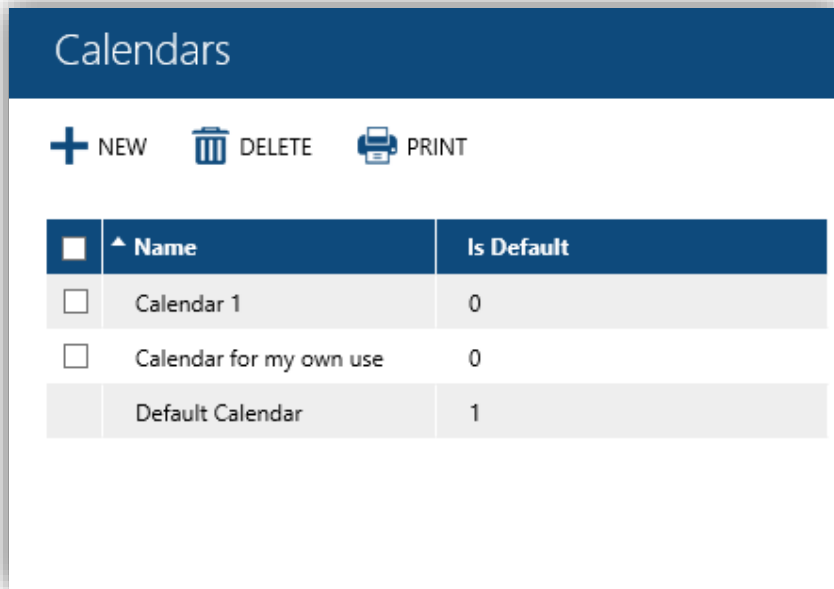 Calendars
NEW DELETE PRINT
Name Is Default
Calendar 1 0
Calendar for my own use 0
Default Calendar 1